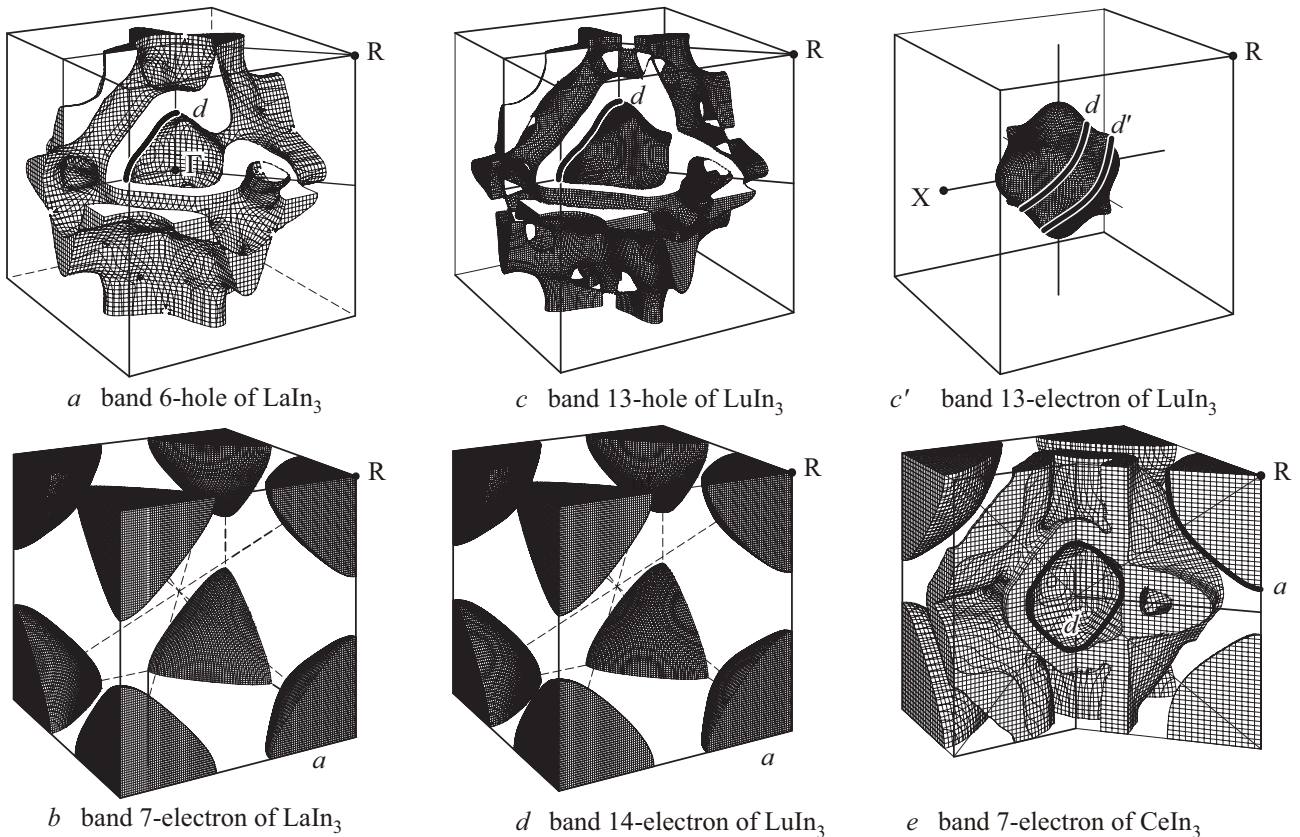 R
d
Γ
a band 6-hole of LaIn₃
R
d
c band 13-hole of LuIn₃
R
d
d′
X
c′ band 13-electron of LuIn₃
R
a
b band 7-electron of LaIn₃
R
a
d band 14-electron of LuIn₃
R
a
d
e band 7-electron of CeIn₃